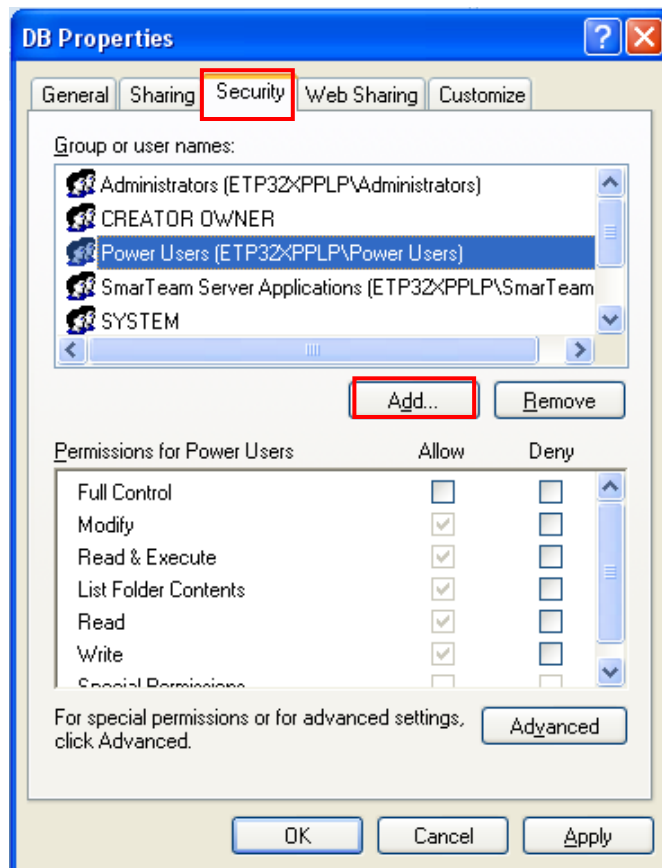 DB Properties
General Sharing Security Web Sharing Customize
Group or user names:
Administrators (ETP32XPPLP\Administrators)
CREATOR OWNER
Power Users (ETP32XPPLP\Power Users)
SmarTeam Server Applications (ETP32XPPLP\SmarTeam
SYSTEM
Add... Remove
Permissions for Power Users Allow Deny
Full Control
Modify
Read & Execute
List Folder Contents
Read
Write
Special Permissions
For special permissions or for advanced settings,
click Advanced.
Advanced
OK Cancel Apply